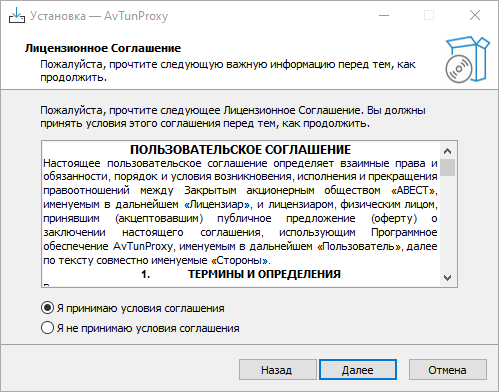 Установка — AvTunProxy
Лицензионное Соглашение
Пожалуйста, прочтите следующую важную информацию перед тем, как
продолжить.
Пожалуйста, прочтите следующее Лицензионное Соглашение. Вы должны
принять условия этого соглашения перед тем, как продолжить.
ПОЛЬЗОВАТЕЛЬСКОЕ СОГЛАШЕНИЕ
Настоящее пользовательское соглашение определяет взаимные права и
обязанности, порядок и условия возникновения, исполнения и прекращения
правоотношений между Закрытым акционерным обществом «АВЕСТ»,
именуемым в дальнейшем «Лицензиар», и лицензиаром, физическим лицом,
принявшим (акцептовавшим) публичное предложение (оферту) о
заключении настоящего соглашения, использующим Программное
обеспечение AvTunProxy, именуемым в дальнейшем «Пользователь», далее
по тексту совместно именуемые «Стороны».
1. ТЕРМИНЫ И ОПРЕДЕЛЕНИЯ
Я принимаю условия соглашения
Я не принимаю условия соглашения
Назад Далее Отмена